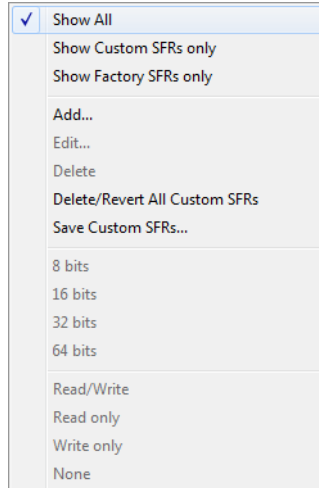 Show All
Show Custom SFRs only
Show Factory SFRs only
Add...
Edit...
Delete
Delete/Revert All Custom SFRs
Save Custom SFRs...
8 bits
16 bits
32 bits
64 bits
Read/Write
Read only
Write only
None